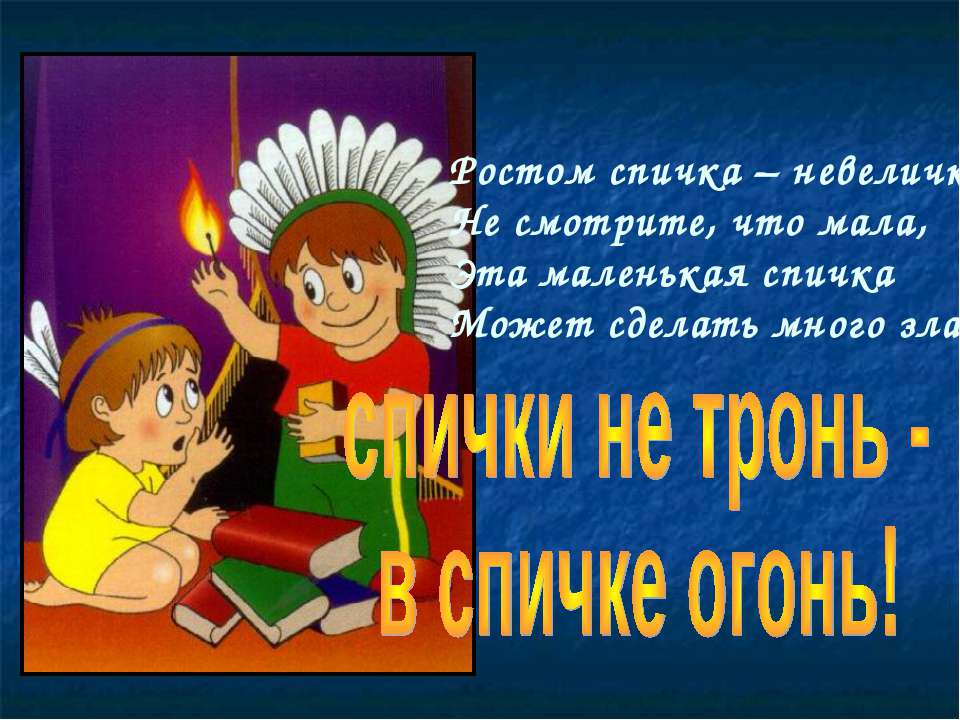 Ростом спичка – невеличк
Не смотрите, что мала,
Эта маленькая спичка
Может сделать много зла
спички не тронь -
в спичке огонь!